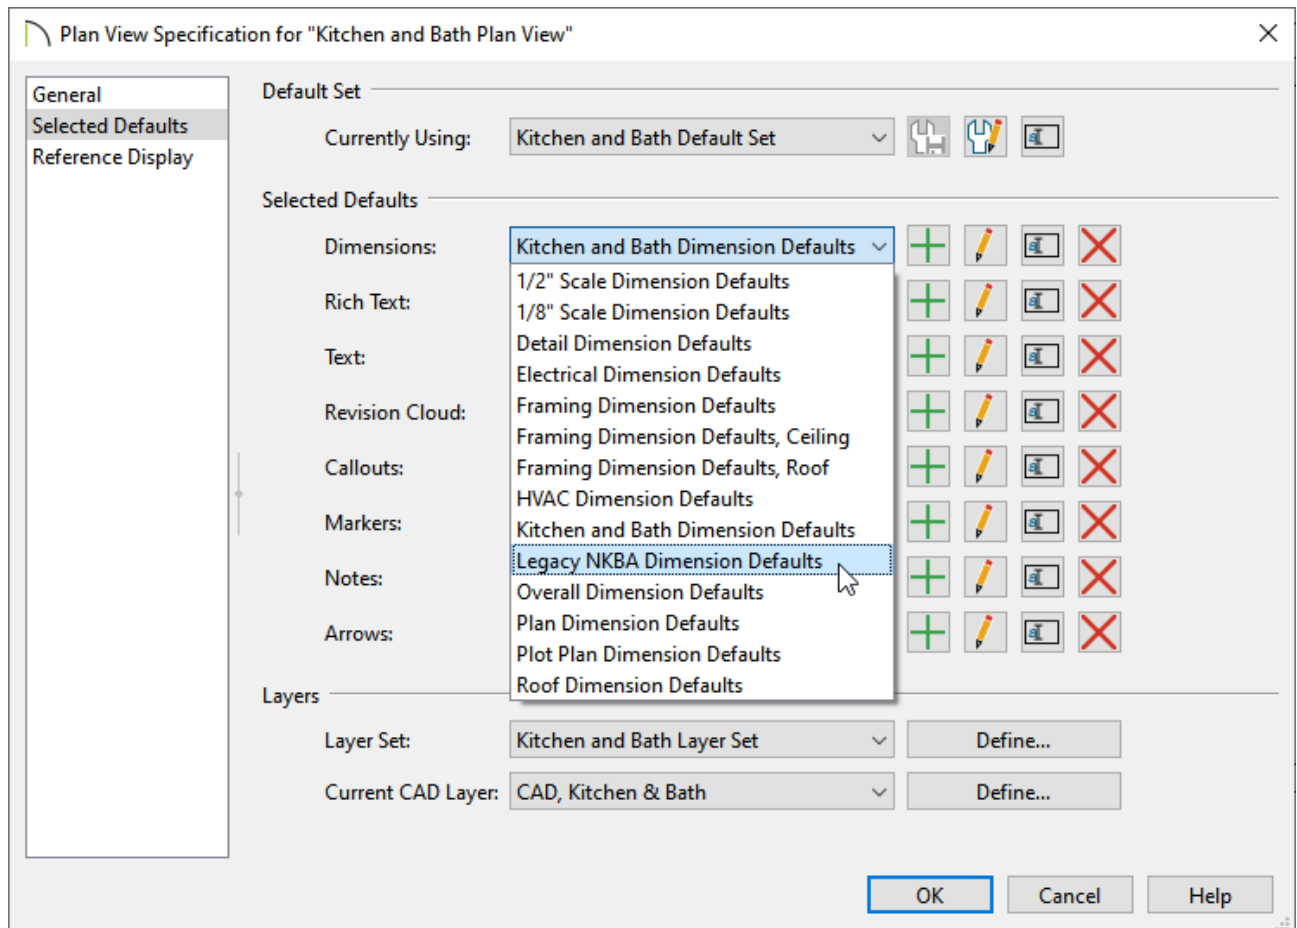 Plan View Specification for "Kitchen and Bath Plan View"
General
Selected Defaults
Reference Display
Default Set
Currently Using: Kitchen and Bath Default Set
Selected Defaults
Dimensions: Kitchen and Bath Dimension Defaults
1/2" Scale Dimension Defaults
Rich Text:
1/8" Scale Dimension Defaults
Detail Dimension Defaults
Text:
Electrical Dimension Defaults
Framing Dimension Defaults
Revision Cloud:
Framing Dimension Defaults, Ceiling
Callouts:
Framing Dimension Defaults, Roof
HVAC Dimension Defaults
Markers:
Kitchen and Bath Dimension Defaults
Legacy NKBA Dimension Defaults
Notes:
Overall Dimension Defaults
Plan Dimension Defaults
Arrows:
Plot Plan Dimension Defaults
Roof Dimension Defaults
Layers
Layer Set: Kitchen and Bath Layer Set Define...
Current CAD Layer: CAD, Kitchen & Bath Define...
OK Cancel Help